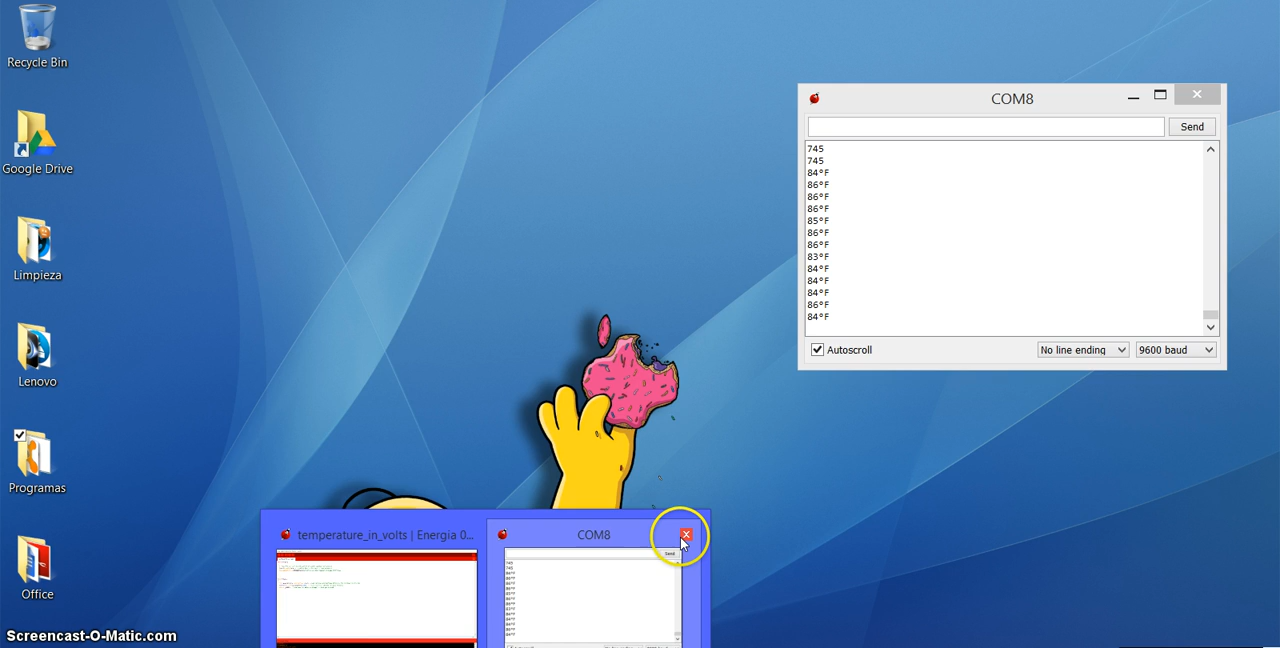 Recycle Bin
Google Drive
Limpieza
Lenovo
Programas
Office
COM8
Send
745
745
84°F
86°F
86°F
86°F
85°F
86°F
86°F
83°F
84°F
84°F
84°F
86°F
84°F
Autoscroll
No line ending
9600 baud
temperature_in_volts | Energia 0...
COM8
Send
Screencast-O-Matic.com